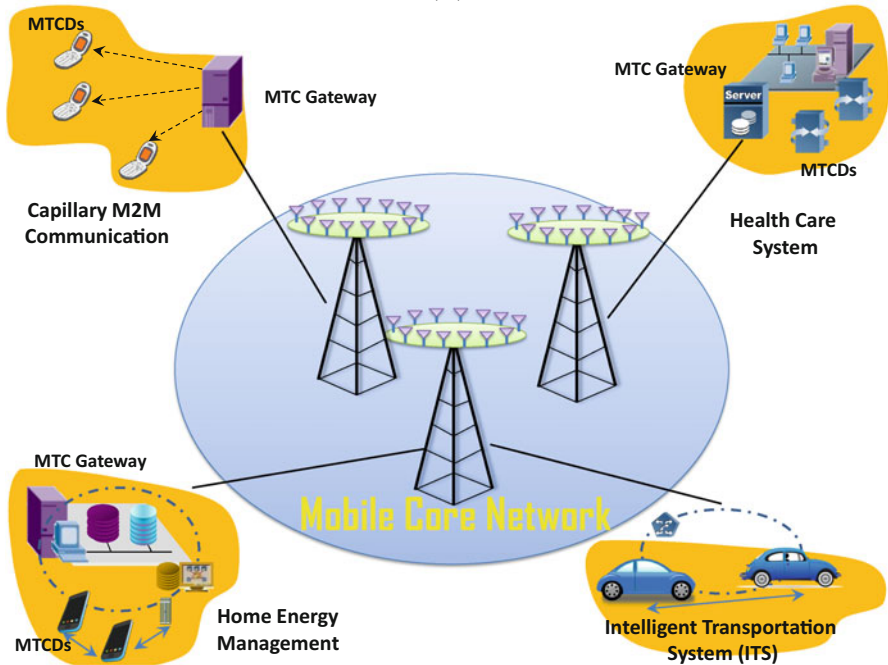 MTCDs
MTC Gateway
Capillary M2M
Communication
MTC Gateway
Server
MTCDs
Health Care
System
Mobile Core Network
MTC Gateway
MTCDs
Home Energy
Management
Intelligent Transportation
System (ITS)